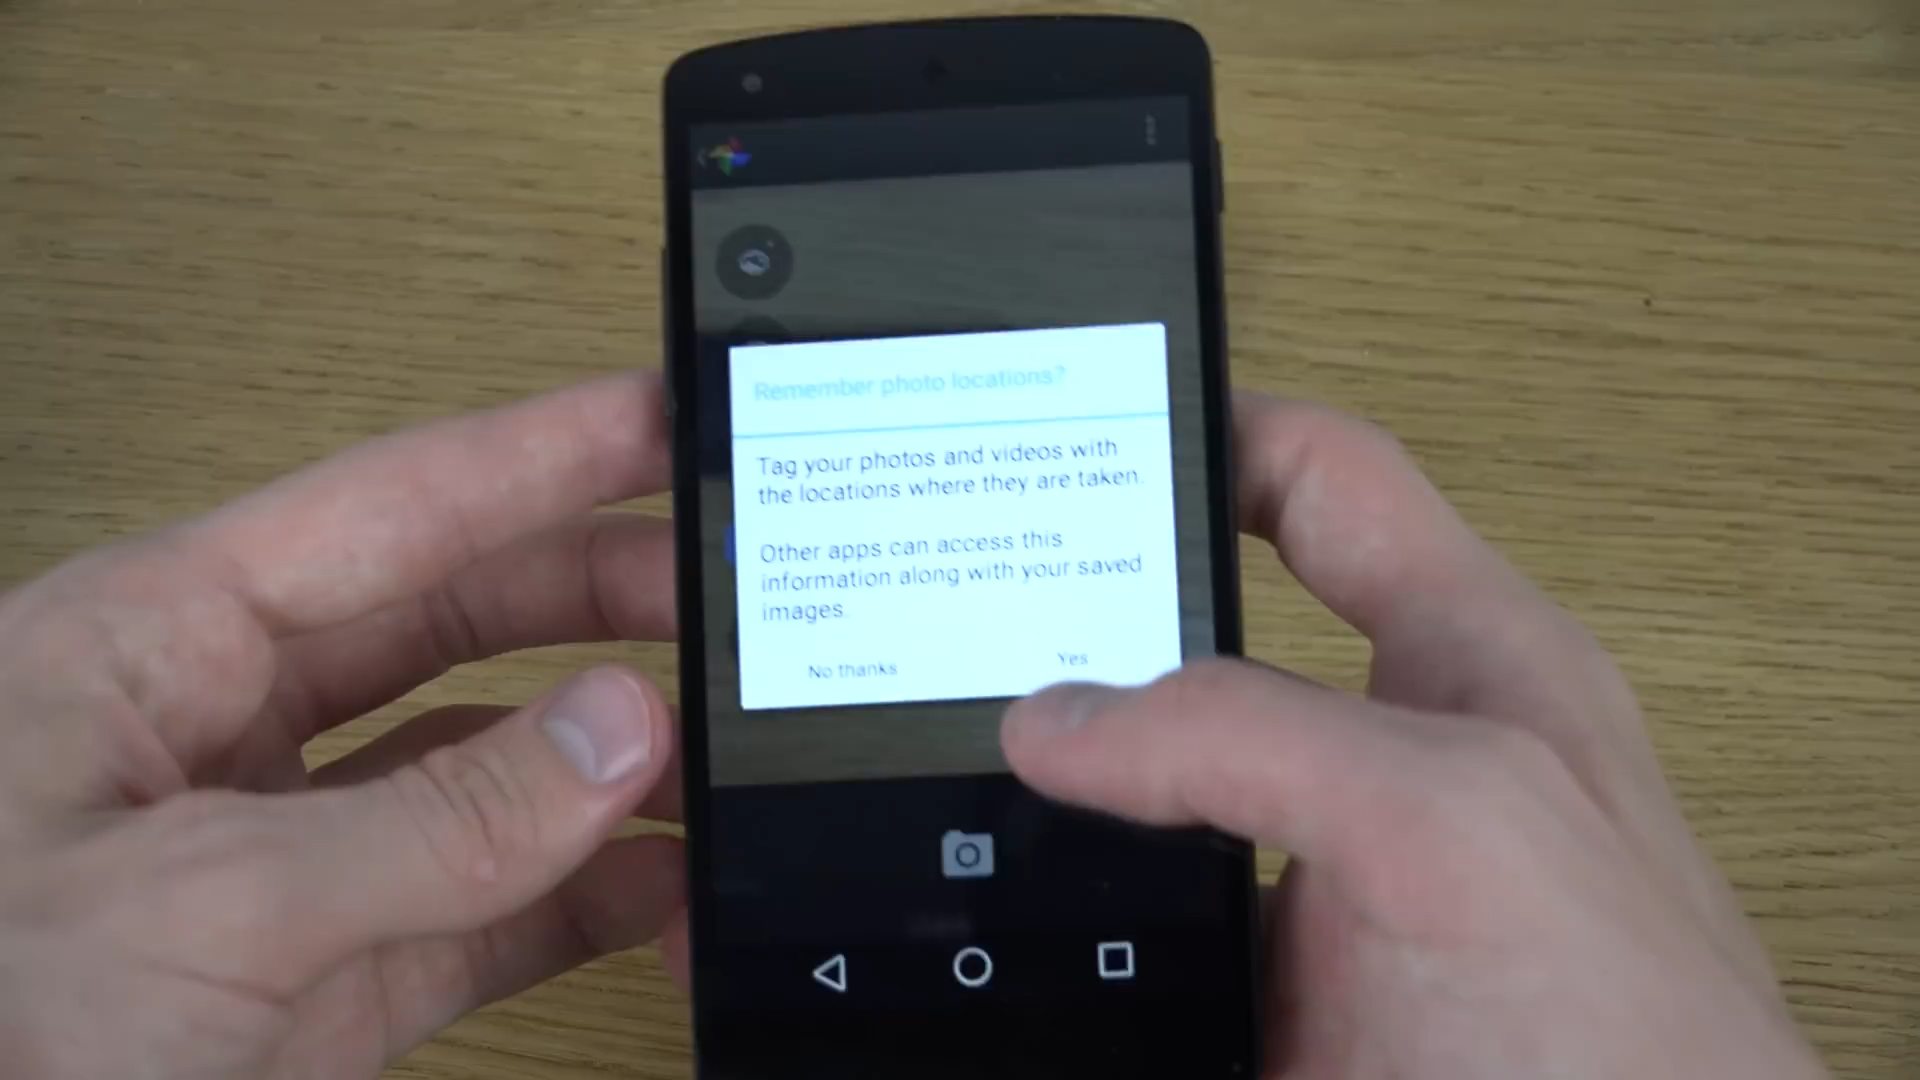 Remember photo locations?
Tag your photos and videos with
the locations where they are taken.
Other apps can access this
information along with your saved
images.
No thanks
Yes